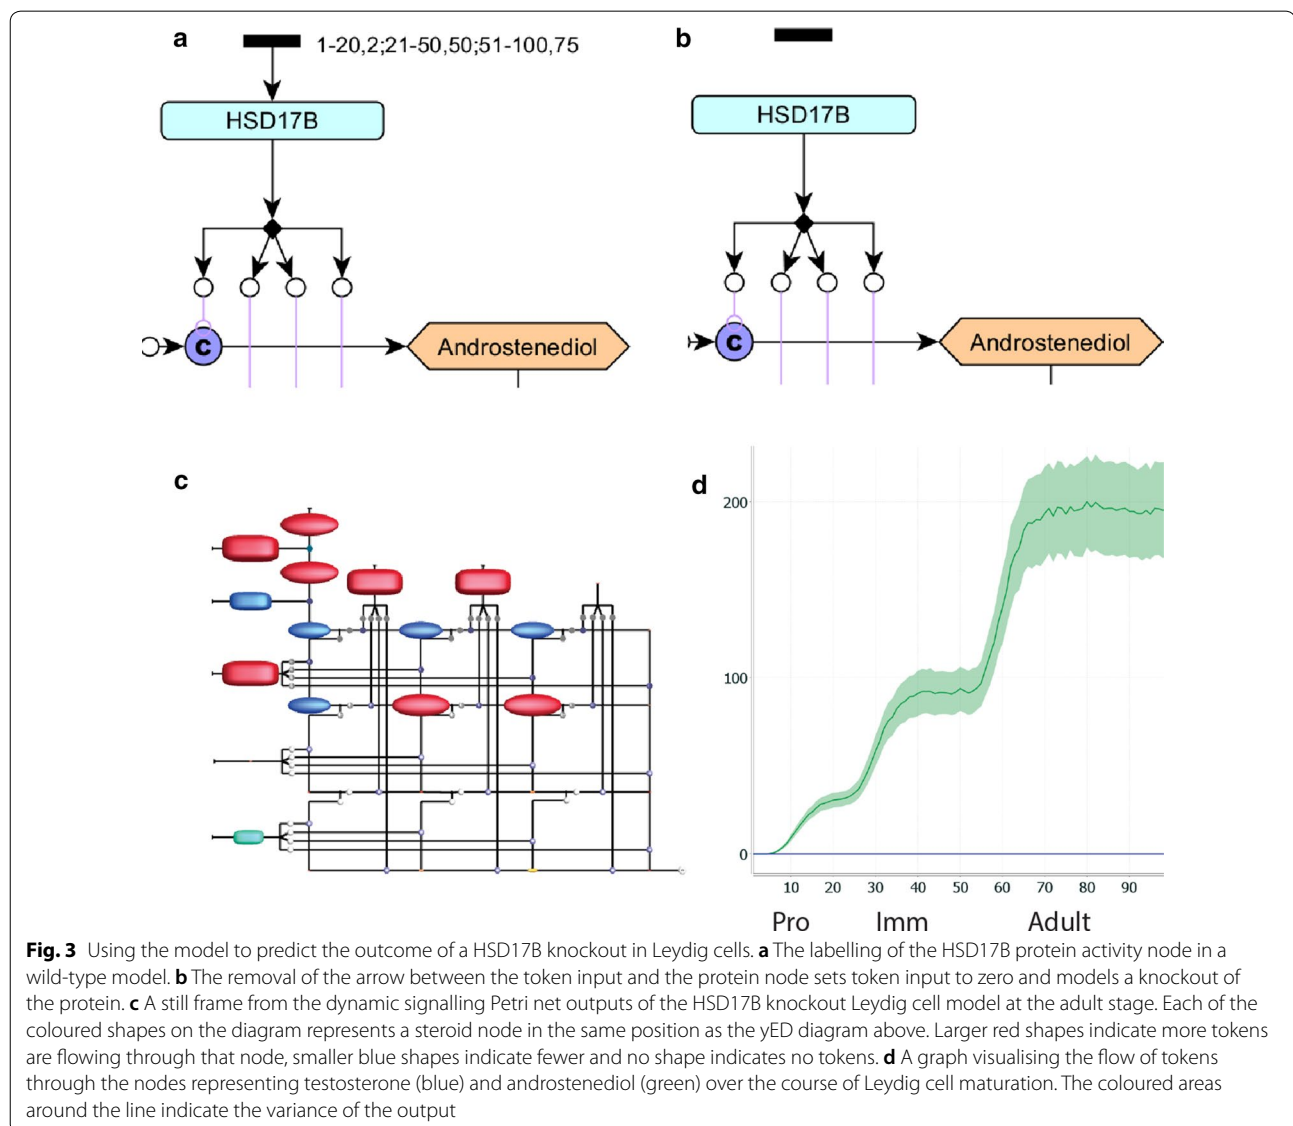 a
1-20,2;21-50,50;51-100,75
HSD17B
C
Androstenediol
b
HSD17B
C
Androstenediol
c
d
200
100
0
10 20 30 40 50 60 70 80 90
Pro Imm Adult
Fig. 3 Using the model to predict the outcome of a HSD17B knockout in Leydig cells. a The labelling of the HSD17B protein activity node in a
wild-type model. b The removal of the arrow between the token input and the protein node sets token input to zero and models a knockout of
the protein. c A still frame from the dynamic signalling Petri net outputs of the HSD17B knockout Leydig cell model at the adult stage. Each of the
coloured shapes on the diagram represents a steroid node in the same position as the yED diagram above. Larger red shapes indicate more tokens
are flowing through that node, smaller blue shapes indicate fewer and no shape indicates no tokens. d A graph visualising the flow of tokens
through the nodes representing testosterone (blue) and androstenediol (green) over the course of Leydig cell maturation. The coloured areas
around the line indicate the variance of the output